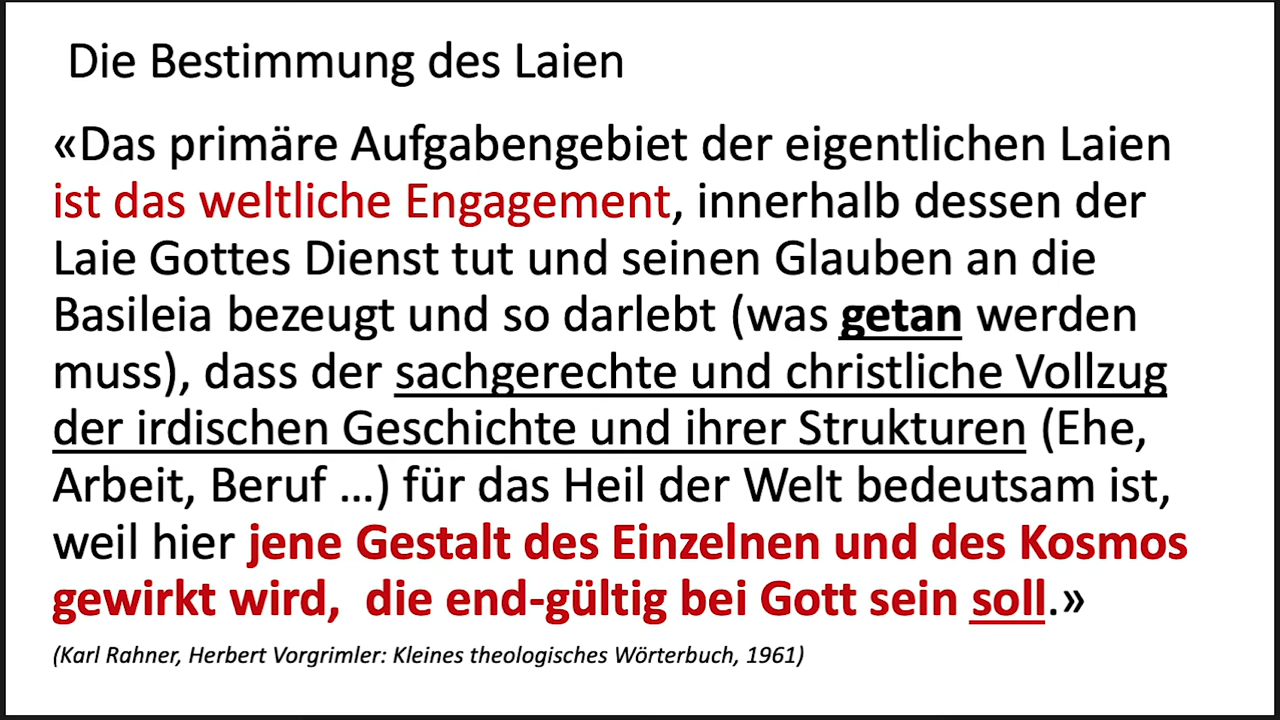 Die Bestimmung des Laien
«Das primäre Aufgabengebiet der eigentlichen Laien
ist das weltliche Engagement, innerhalb dessen der
Laie Gottes Dienst tut und seinen Glauben an die
Basileia bezeugt und so darlebt (was getan werden
muss), dass der sachgerechte und christliche Vollzug
der irdischen Geschichte und ihrer Strukturen (Ehe,
Arbeit, Beruf …) für das Heil der Welt bedeutsam ist,
weil hier jene Gestalt des Einzelnen und des Kosmos
gewirkt wird, die end-gültig bei Gott sein soll.»
(Karl Rahner, Herbert Vorgrimler: Kleines theologisches Wörterbuch, 1961)